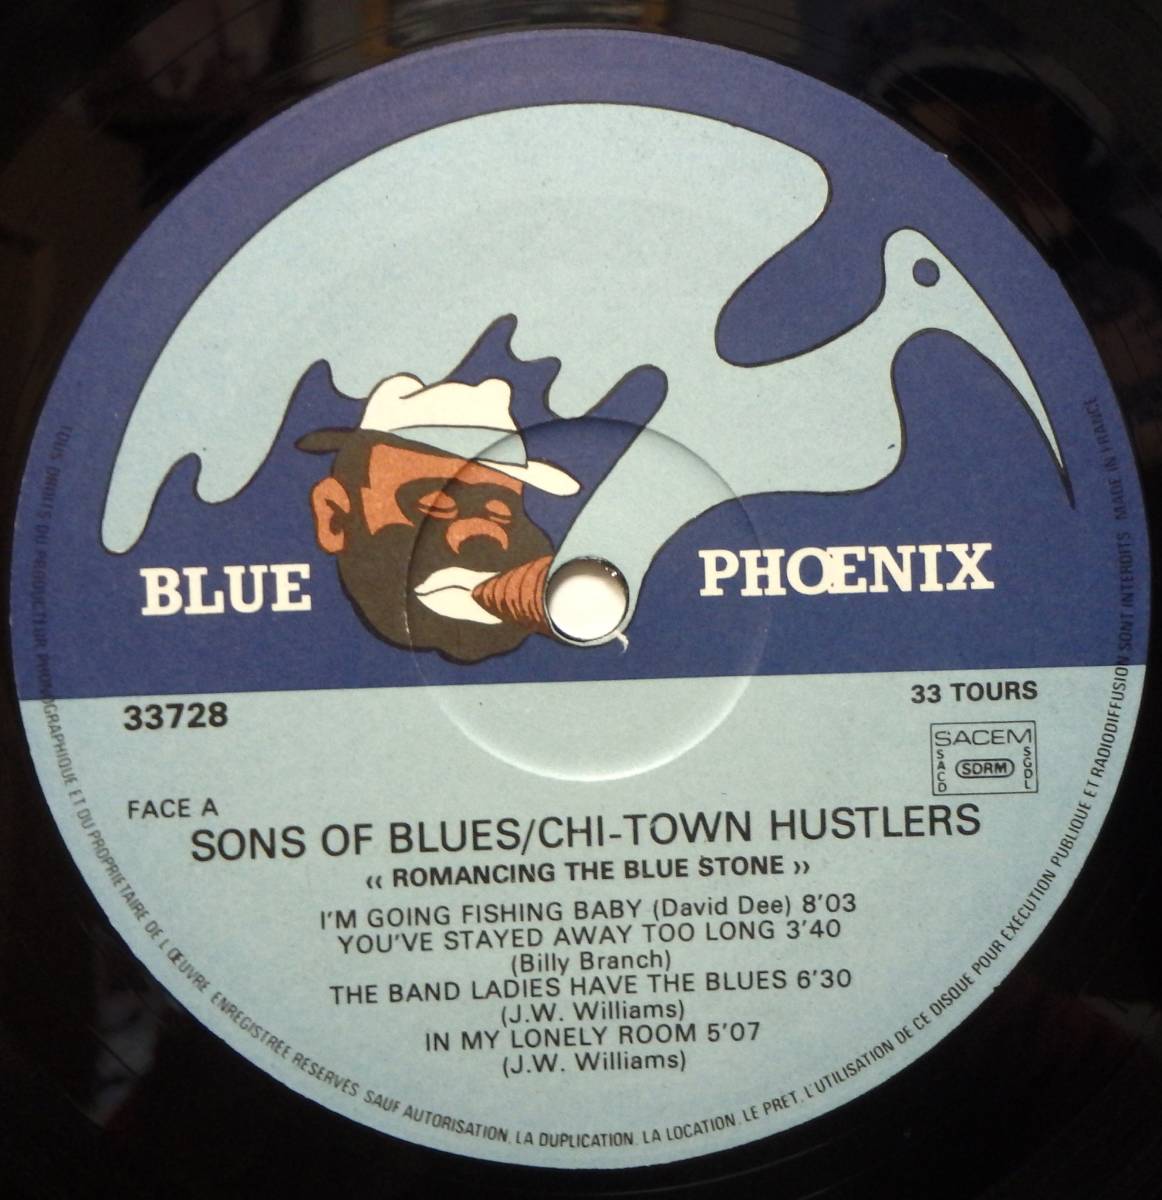 BLUE PHŒNIX
33728
33 TOURS
SACEM
SACD
SDRM
SGDL
FACE A
SONS OF BLUES/CHI-TOWN HUSTLERS
‹‹ ROMANCING THE BLUE STONE ››
I'M GOING FISHING BABY (David Dee) 8'03
YOU'VE STAYED AWAY TOO LONG 3'40
(Billy Branch)
THE BAND LADIES HAVE THE BLUES 6'30
(J.W. Williams)
IN MY LONELY ROOM 5'07
(J.W. Williams)
TOUS DROITS DU PRODUCTEUR PHONOGRAPHIQUE ET DU PROPRIETAIRE DE L'ŒUVRE ENREGISTREE RESERVES SAUF AUTORISATION, LA DUPLICATION, LA LOCATION, LE PRET, L'UTILISATION DE CE DISQUE POUR EXECUTION PUBLIQUE ET RADIODIFFUSION SONT INTERDITS MADE IN FRANCE